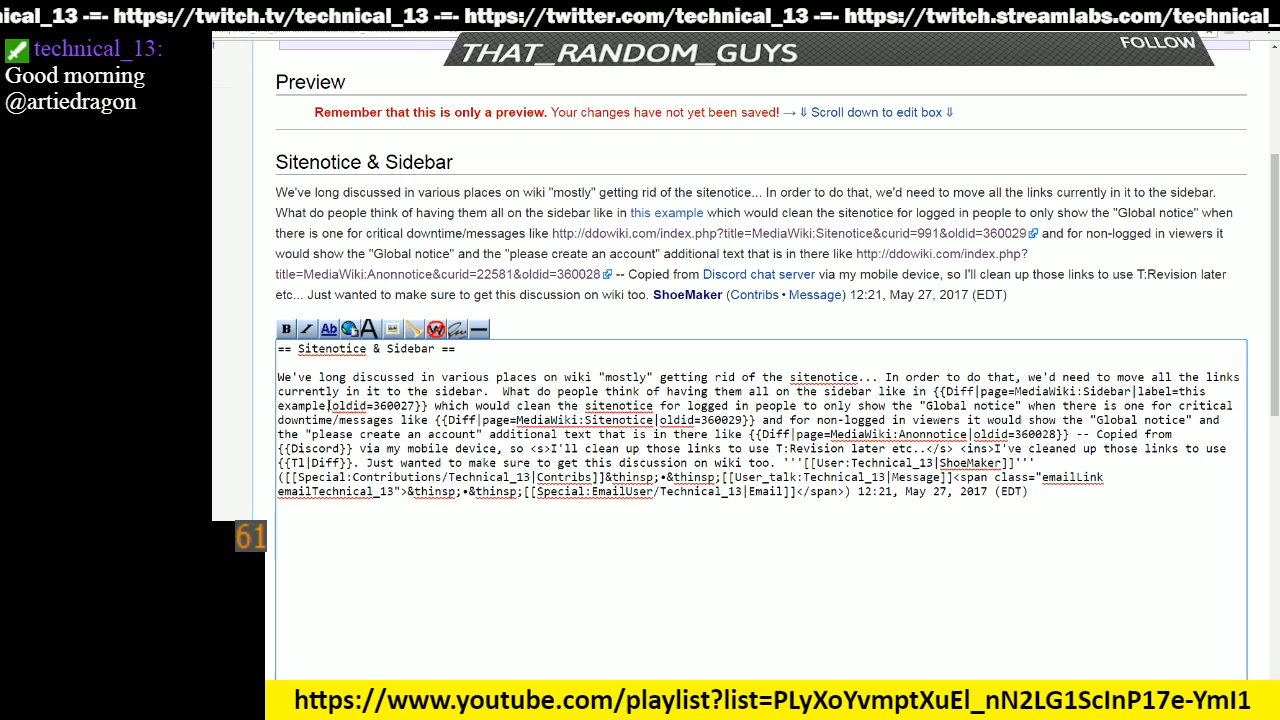 ical_13 -=- https://twitch.tv/technical_13 -=- https://twitter.com/technical_13 -=- https://twitch.streamlabs.com/technical_
technical_13:
Good morning
@artiedragon
THAT_RANDOM_GUYS
FOLLOW
Preview
Remember that this is only a preview. Your changes have not yet been saved! → ⇓ Scroll down to edit box ⇓
Sitenotice & Sidebar
We've long discussed in various places on wiki "mostly" getting rid of the sitenotice... In order to do that, we'd need to move all the links currently in it to the sidebar.
What do people think of having them all on the sidebar like in this example which would clean the sitenotice for logged in people to only show the "Global notice" when
there is one for critical downtime/messages like http://ddowiki.com/index.php?title=MediaWiki:Sitenotice&curid=991&oldid=360029 and for non-logged in viewers it
would show the "Global notice" and the "please create an account" additional text that is in there like http://ddowiki.com/index.php?
title=MediaWiki:Anonnotice&curid=22581&oldid=360028 -- Copied from Discord chat server via my mobile device, so I'll clean up those links to use T:Revision later
etc... Just wanted to make sure to get this discussion on wiki too. ShoeMaker (Contribs • Message) 12:21, May 27, 2017 (EDT)
B I Ab A W
== Sitenotice & Sidebar ==
We've long discussed in various places on wiki "mostly" getting rid of the sitenotice... In order to do that, we'd need to move all the links
currently in it to the sidebar.  What do people think of having them all on the sidebar like in {{Diff|page=MediaWiki:Sidebar|label=this
example|oldid=360027}} which would clean the sitenotice for logged in people to only show the "Global notice" when there is one for critical
downtime/messages like {{Diff|page=MediaWiki:Sitenotice|oldid=360029}} and for non-logged in viewers it would show the "Global notice" and
the "please create an account" additional text that is in there like {{Diff|page=MediaWiki:Anonnotice|oldid=360028}} -- Copied from
{{Discord}} via my mobile device, so <s>I'll clean up those links to use T:Revision later etc..</s> <ins>I've cleaned up those links to use
{{Tl|Diff}}. Just wanted to make sure to get this discussion on wiki too. '''[[User:Technical_13|ShoeMaker]]'''
([[Special:Contributions/Technical_13|Contribs]]&thinsp;•&thinsp;[[User_talk:Technical_13|Message]]<span class="emailLink
emailTechnical_13">&thinsp;•&thinsp;[[Special:EmailUser/Technical_13|Email]]</span>) 12:21, May 27, 2017 (EDT)
61
https://www.youtube.com/playlist?list=PLyXoYvmptXuEl_nN2LG1ScInP17e-YmI1